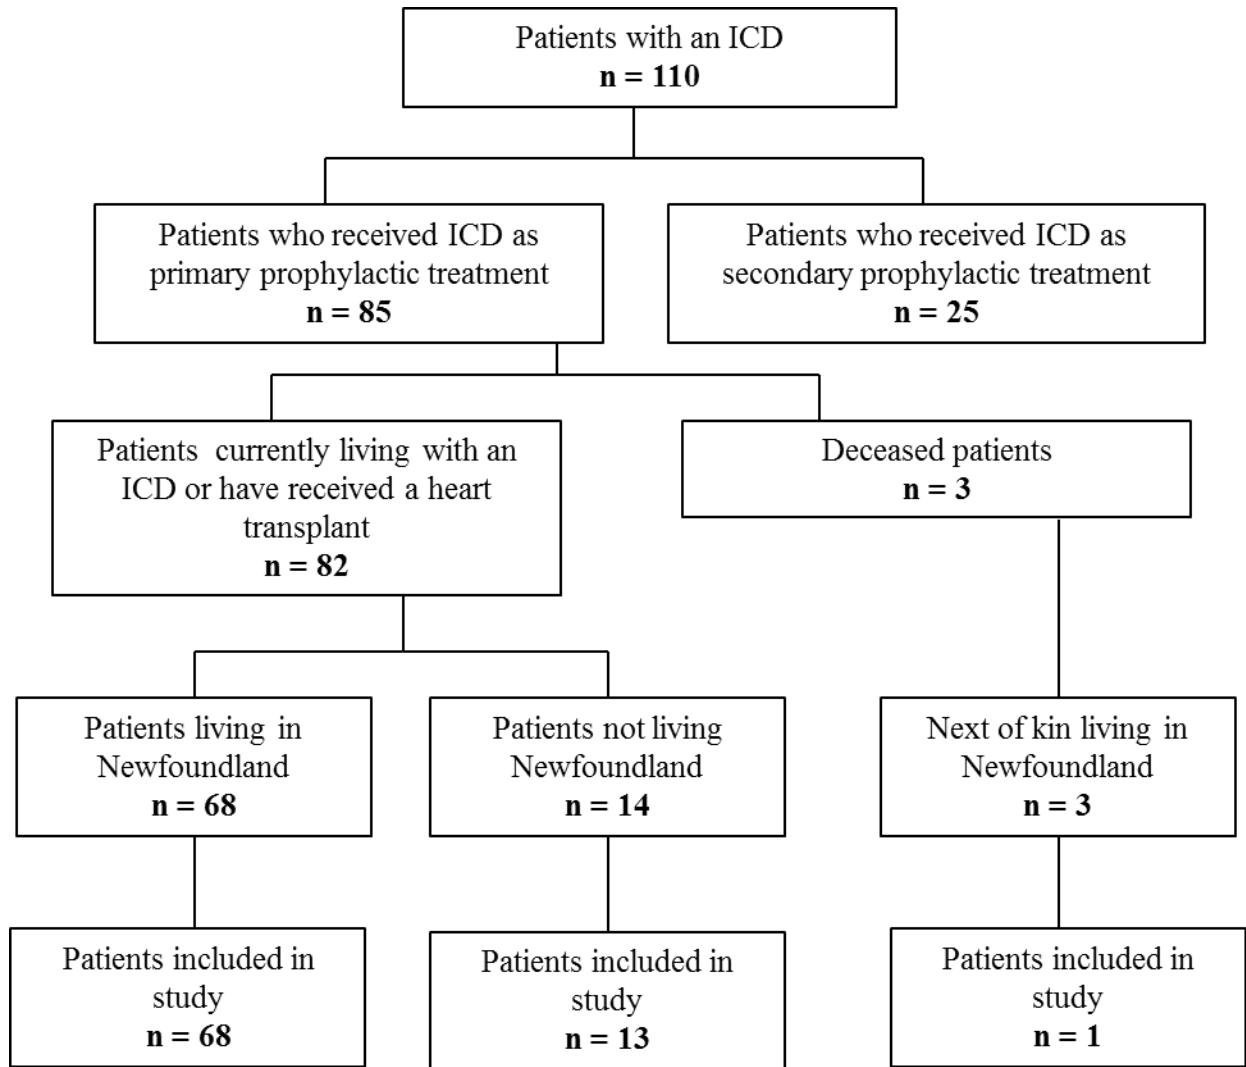 Patients with an ICD
n = 110
Patients who received ICD as
primary prophylactic treatment
n = 85
Patients who received ICD as
secondary prophylactic treatment
n = 25
Patients currently living with an
ICD or have received a heart
transplant
n = 82
Deceased patients
n = 3
Patients living in
Newfoundland
n = 68
Patients not living
Newfoundland
n = 14
Next of kin living in
Newfoundland
n = 3
Patients included in
study
n = 68
Patients included in
study
n = 13
Patients included in
study
n = 1